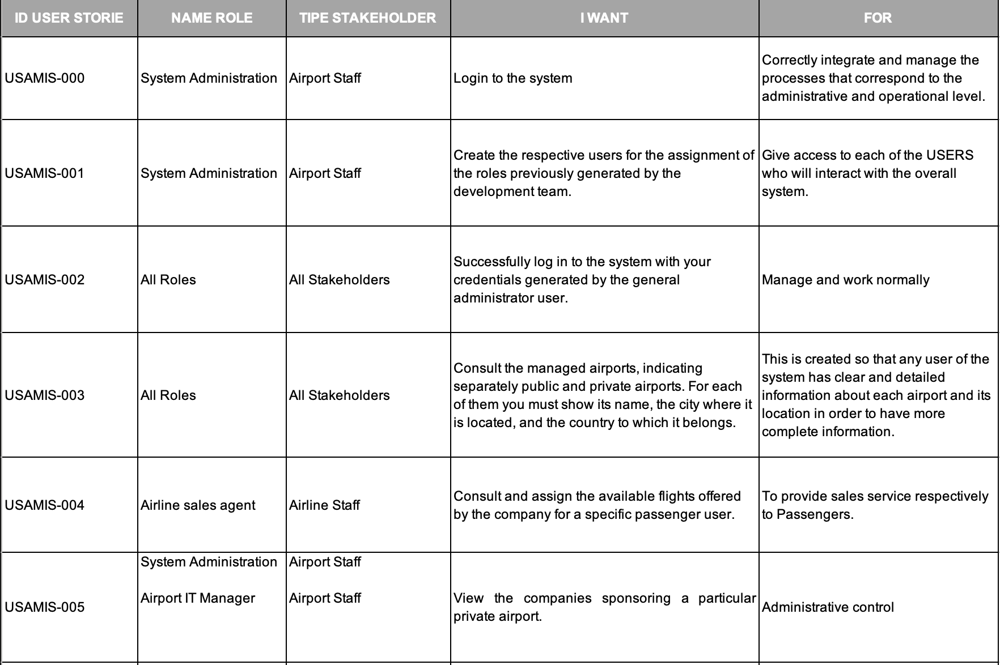 ID USER STORIE
NAME ROLE
TIPE STAKEHOLDER
I WANT
FOR
USAMIS-000
System Administration
Airport Staff
Login to the system
Correctly integrate and manage the
processes that correspond to the
administrative and operational level.
USAMIS-001
System Administration
Airport Staff
Create the respective users for the assignment of
the roles previously generated by the
development team.
Give access to each of the USERS
who will interact with the overall
system.
USAMIS-002
All Roles
All Stakeholders
Successfully log in to the system with your
credentials generated by the general
administrator user.
Manage and work normally
USAMIS-003
All Roles
All Stakeholders
Consult the managed airports, indicating
separately public and private airports. For each
of them you must show its name, the city where it
is located, and the country to which it belongs.
This is created so that any user of the
system has clear and detailed
information about each airport and its
location in order to have more
complete information.
USAMIS-004
Airline sales agent
Airline Staff
Consult and assign the available flights offered
by the company for a specific passenger user.
To provide sales service respectively
to Passengers.
USAMIS-005
System Administration
Airport IT Manager
Airport Staff
Airport Staff
View the companies sponsoring a particular
private airport.
Administrative control